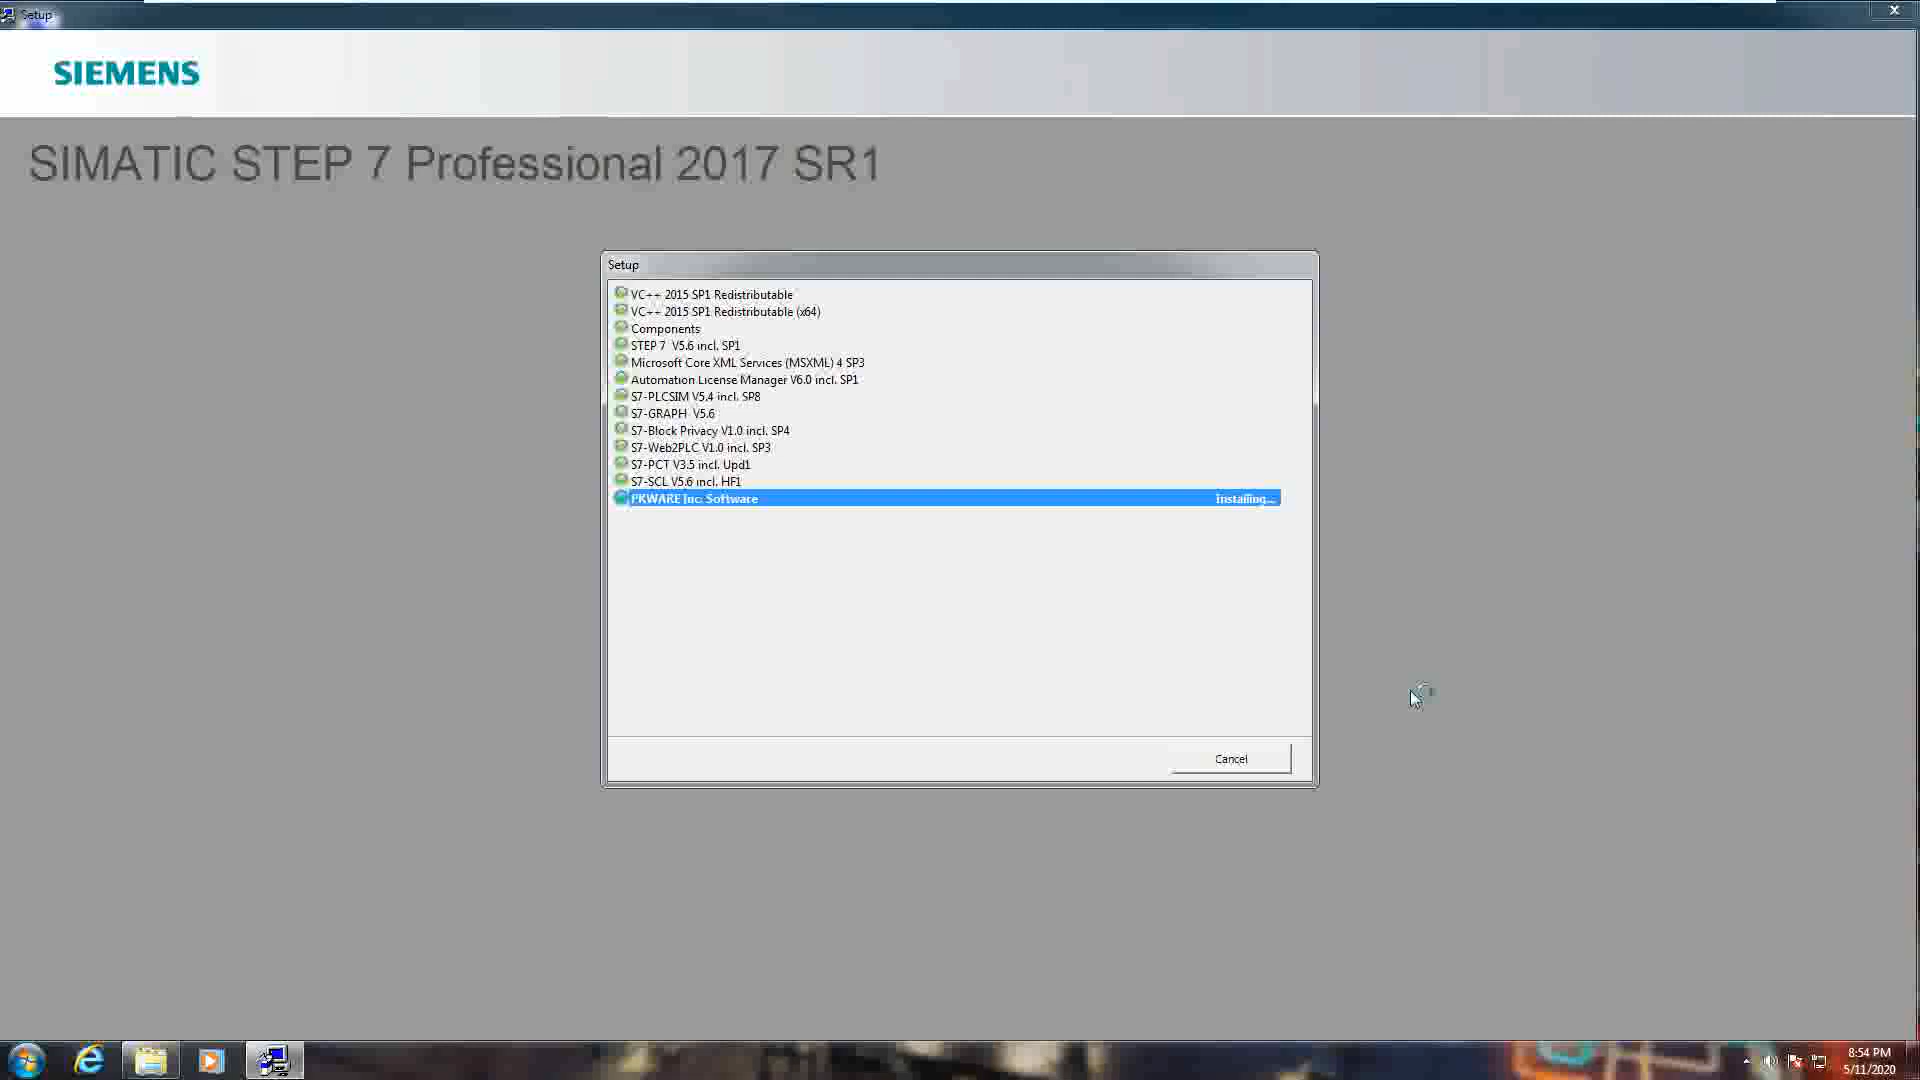 Setup
SIEMENS
SIMATIC STEP 7 Professional 2017 SR1
Setup
VC++ 2015 SP1 Redistributable
VC++ 2015 SP1 Redistributable (x64)
Components
STEP 7 V5.6 incl. SP1
Microsoft Core XML Services (MSXML) 4 SP3
Automation License Manager V6.0 incl. SP1
S7-PLCSIM V5.4 incl. SP8
S7-GRAPH V5.6
S7-Block Privacy V1.0 incl. SP4
S7-Web2PLC V1.0 incl. SP3
S7-PCT V3.5 incl. Upd1
S7-SCL V5.6 incl. HF1
PKWARE Inc. Software Installing...
Cancel
8:54 PM
5/11/2020